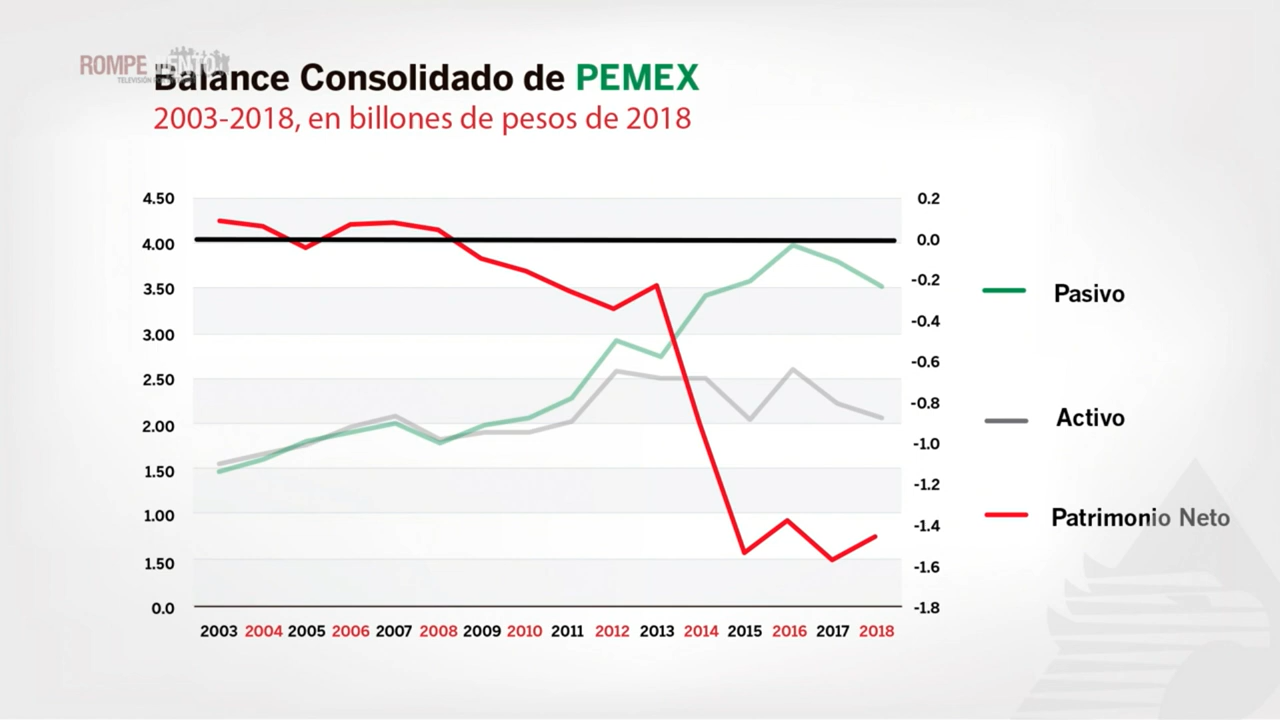 ROMPE VIENTO
TELEVISIÓN
Balance Consolidado de PEMEX
2003-2018, en billones de pesos de 2018
4.50
4.00
3.50
3.00
2.50
2.00
1.50
1.00
1.50
0.0
0.2
0.0
-0.2
-0.4
-0.6
-0.8
-1.0
-1.2
-1.4
-1.6
-1.8
2003 2004 2005 2006 2007 2008 2009 2010 2011 2012 2013 2014 2015 2016 2017 2018
Pasivo
Activo
Patrimonio Neto